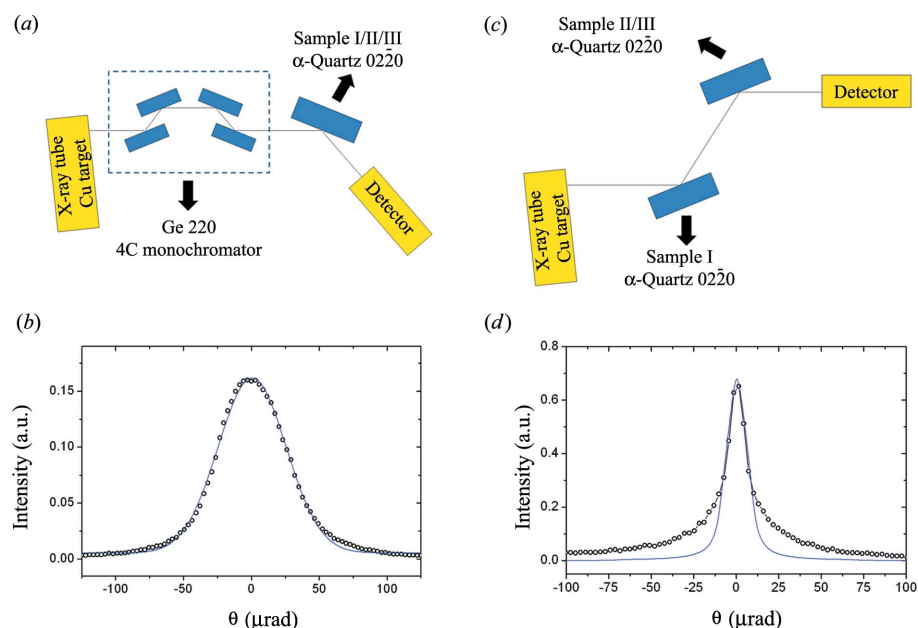 (a)
Sample I/II/III
α-Quartz 022̄0
X-ray tube
Cu target
Detector
Ge 220
4C monochromator
(c)
Sample II/III
α-Quartz 022̄0
Detector
X-ray tube
Cu target
Sample I
α-Quartz 022̄0
(b)
Intensity (a.u.)
0.15
0.10
0.05
0.00
-100 -50 0 50 100
θ (μrad)
(d)
Intensity (a.u.)
0.8
0.6
0.4
0.2
0.0
-100 -75 -50 -25 0 25 50 75 100
θ (μrad)